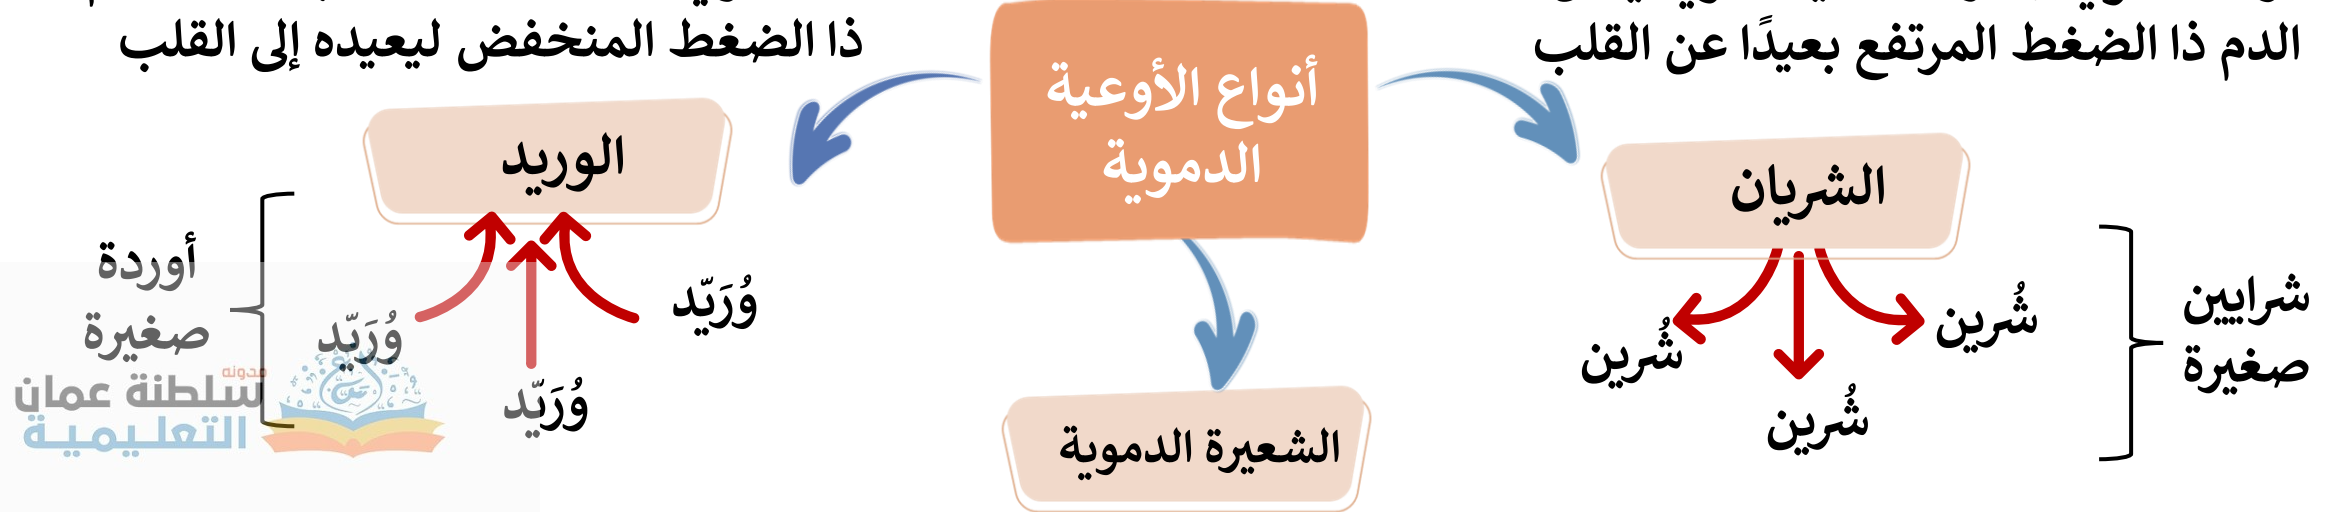 الدم ذا الضغط المرتفع بعيدًا عن القلب
ذا الضغط المنخفض ليعيده إلى القلب
أنواع الأوعية
الدموية
الشريان
الوريد
شرايين
صغيرة
شُرين
شُرين
شُرين
وُرَيّد
وُرَيّد
وُرَيّد
أوردة
صغيرة
الشعيرة الدموية
مدونه
سلطنة عمان
التعليمية